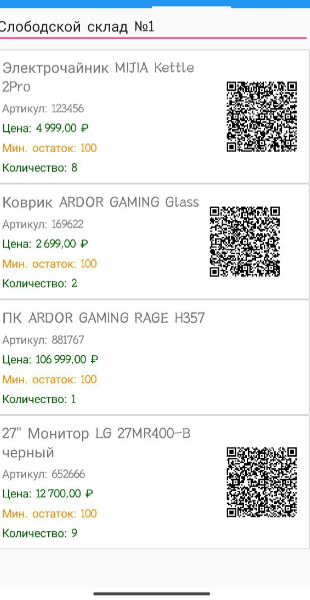 Слободской склад №1
Электрочайник MIJIA Kettle
2Pro
Артикул: 123456
Цена: 4 999,00 ₽
Мин. остаток: 100
Количество: 8
Коврик ARDOR GAMING Glass
Артикул: 169622
Цена: 2 699,00 ₽
Мин. остаток: 100
Количество: 2
ПК ARDOR GAMING RAGE H357
Артикул: 881767
Цена: 106 999,00 ₽
Мин. остаток: 100
Количество: 1
27" Монитор LG 27MR400-B
черный
Артикул: 652666
Цена: 12 700,00 ₽
Мин. остаток: 100
Количество: 9